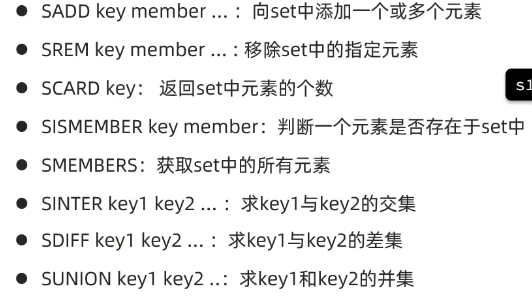 ● SADD key member ... ：向set中添加一个或多个元素
● SREM key member ... : 移除set中的指定元素
● SCARD key： 返回set中元素的个数
s1
● SISMEMBER key member：判断一个元素是否存在于set中
● SMEMBERS：获取set中的所有元素
● SINTER key1 key2 ... ：求key1与key2的交集
● SDIFF key1 key2 ... ：求key1与key2的差集
● SUNION key1 key2 ..：求key1和key2的并集